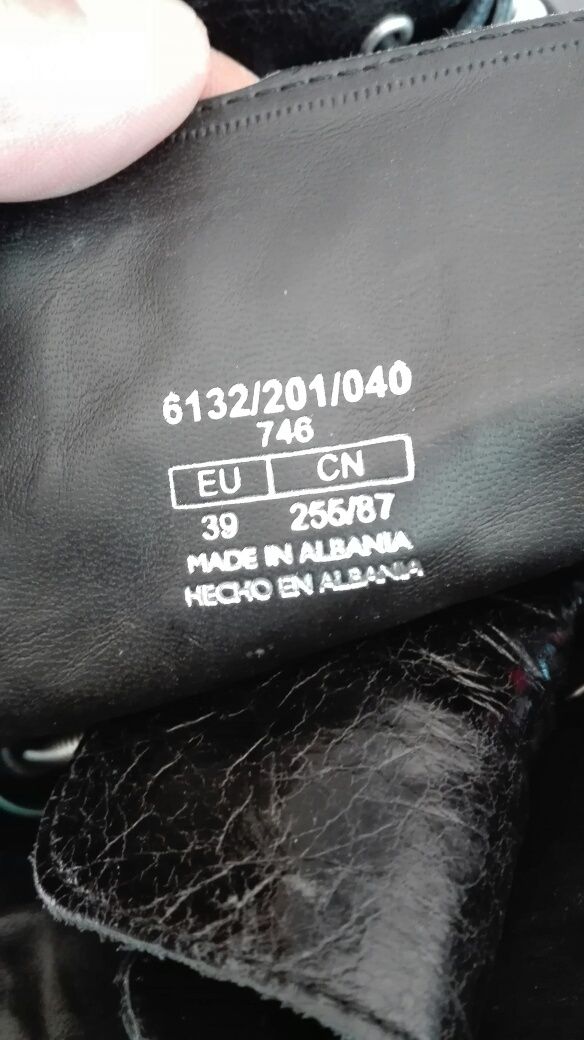 6132/201/040
746
EU CN
39 255/87
MADE IN ALBANIA
HECHO EN ALBANIA